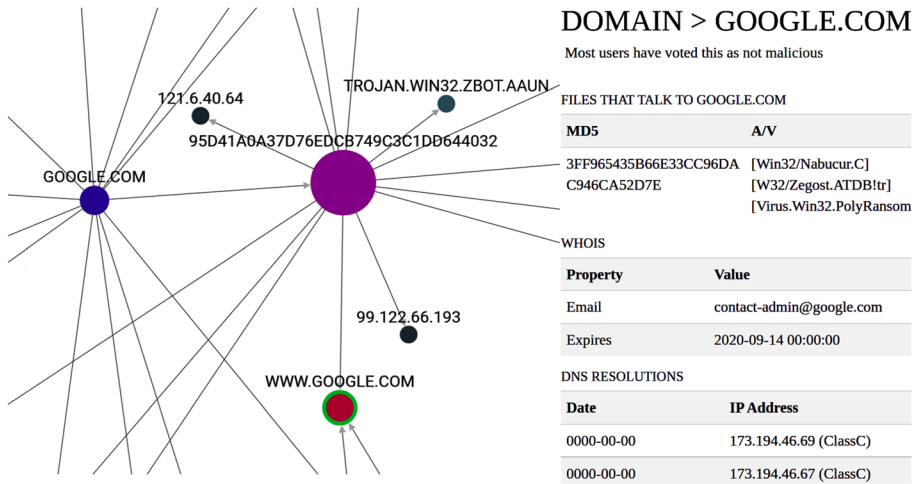 121.6.40.64
TROJAN.WIN32.ZBOT.AAUN
95D41A0A37D76EDCB749C3C1DD644032
GOOGLE.COM
99.122.66.193
WWW.GOOGLE.COM
DOMAIN > GOOGLE.COM
Most users have voted this as not malicious
FILES THAT TALK TO GOOGLE.COM
MD5 A/V
3FF965435B66E33CC96DA [Win32/Nabucur.C]
C946CA52D7E [W32/Zegost.ATDB!tr]
[Virus.Win32.PolyRansom
WHOIS
Property Value
Email contact-admin@google.com
Expires 2020-09-14 00:00:00
DNS RESOLUTIONS
Date IP Address
0000-00-00 173.194.46.69 (ClassC)
0000-00-00 173.194.46.67 (ClassC)